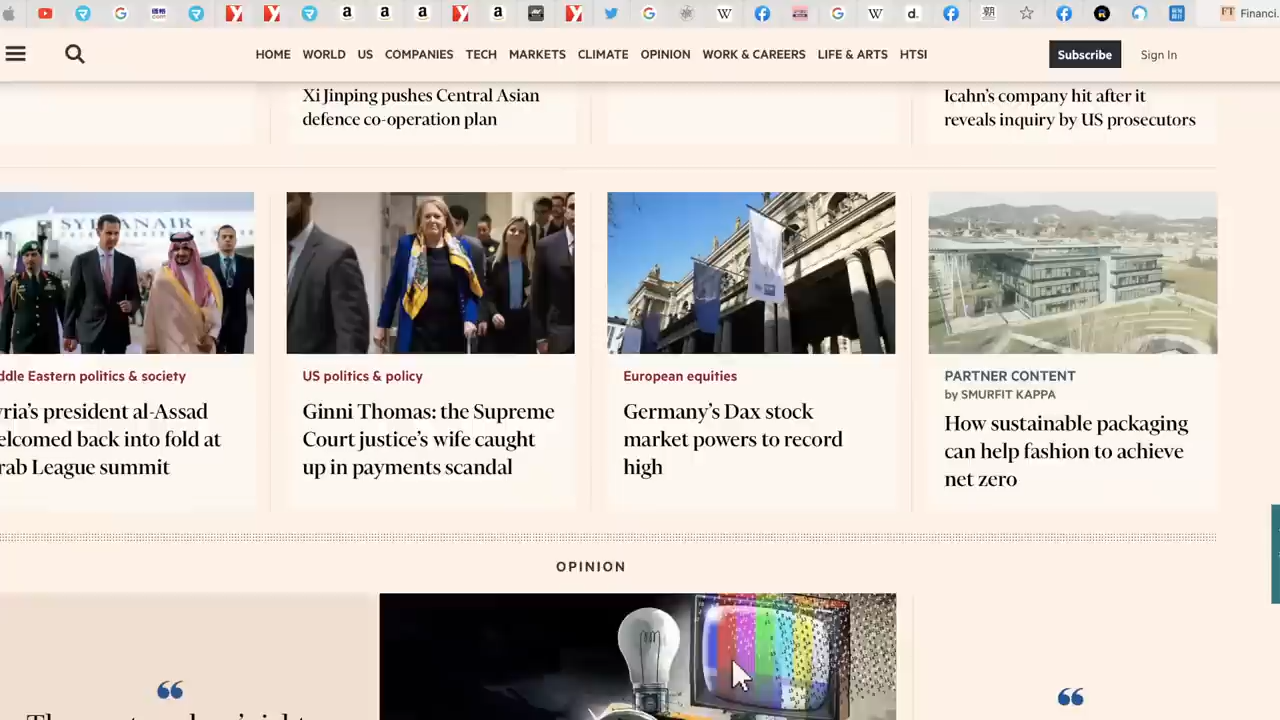 FT Financi
HOME WORLD US COMPANIES TECH MARKETS CLIMATE OPINION WORK & CAREERS LIFE & ARTS HTSI
Subscribe Sign In
Xi Jinping pushes Central Asian
defence co-operation plan
Icahn's company hit after it
reveals inquiry by US prosecutors
SYRIANAIR
ddle Eastern politics & society
yria's president al-Assad
elcomed back into fold at
rab League summit
US politics & policy
Ginni Thomas: the Supreme
Court justice's wife caught
up in payments scandal
European equities
Germany's Dax stock
market powers to record
high
PARTNER CONTENT
by SMURFIT KAPPA
How sustainable packaging
can help fashion to achieve
net zero
OPINION
“
“